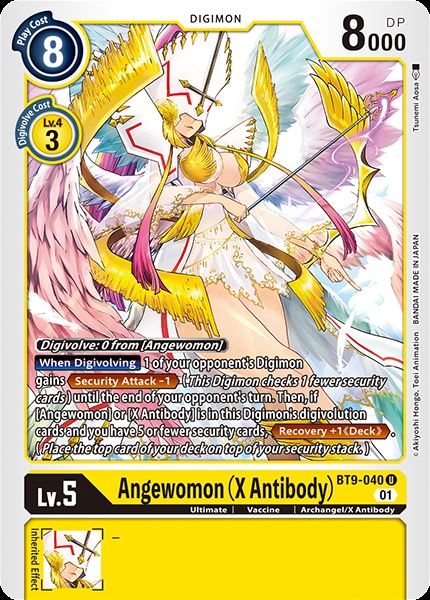 Play Cost
8
DIGIMON
DP
8000
Digivolve Cost
Lv.4
3
Tsunemi Aosa
© Akiyoshi Hongo, Toei Animation BANDAI MADE IN JAPAN
Digivolve: 0 from [Angewomon]
When Digivolving 1 of your opponent's Digimon
gains Security Attack -1 (This Digimon checks 1 fewer security
cards) until the end of your opponent's turn. Then, if
[Angewomon] or [X Antibody] is in this Digimon's digivolution
cards and you have 5 or fewer security cards, Recovery +1《Deck》.
(Place the top card of your deck on top of your security stack.)
Lv.5
Angewomon (X Antibody)
BT9-040 U
01
Ultimate | Vaccine | Archangel/X Antibody
Inherited Effect
-